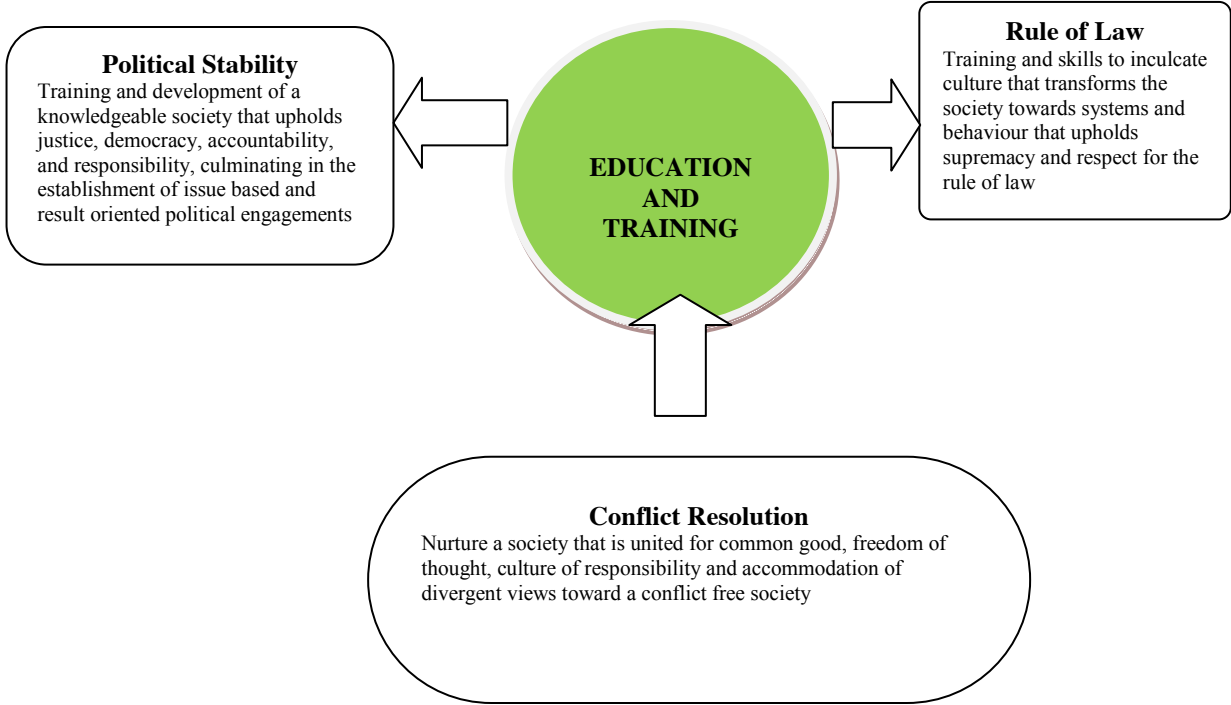 Political Stability
Training and development of a
knowledgeable society that upholds
justice, democracy, accountability,
and responsibility, culminating in the
establishment of issue based and
result oriented political engagements
EDUCATION
AND
TRAINING
Rule of Law
Training and skills to inculcate
culture that transforms the
society towards systems and
behaviour that upholds
supremacy and respect for the
rule of law
Conflict Resolution
Nurture a society that is united for common good, freedom of
thought, culture of responsibility and accommodation of
divergent views toward a conflict free society